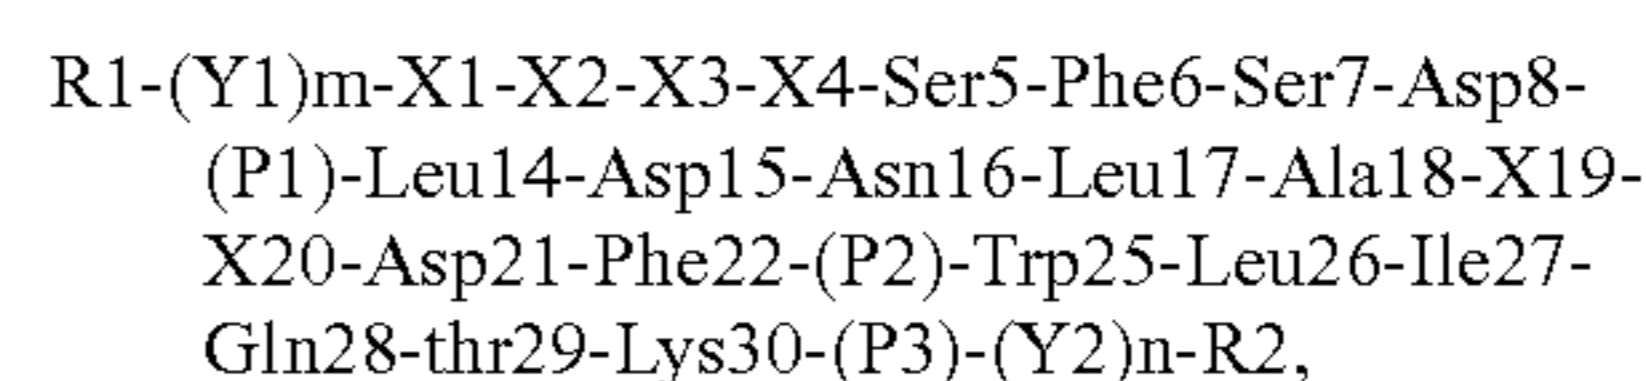 R1-(Y1)m-X1-X2-X3-X4-Ser5-Phe6-Ser7-Asp8-
(P1)-Leu14-Asp15-Asn16-Leu17-Ala18-X19-
X20-Asp21-Phe22-(P2)-Trp25-Leu26-Ile27-
Gln28-thr29-Lys30-(P3)-(Y2)n-R2,